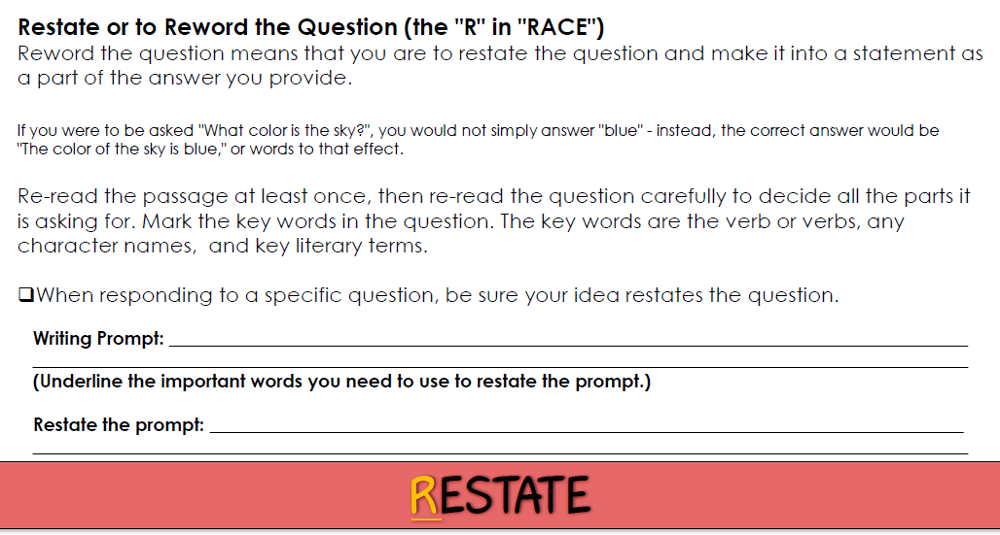 Restate or to Reword the Question (the "R" in "RACE")
Reword the question means that you are to restate the question and make it into a statement as
a part of the answer you provide.
If you were to be asked "What color is the sky?", you would not simply answer "blue" - instead, the correct answer would be
"The color of the sky is blue," or words to that effect.
Re-read the passage at least once, then re-read the question carefully to decide all the parts it
is asking for. Mark the key words in the question. The key words are the verb or verbs, any
character names,  and key literary terms.
❑When responding to a specific question, be sure your idea restates the question.
Writing Prompt:
(Underline the important words you need to use to restate the prompt.)
Restate the prompt:
RESTATE